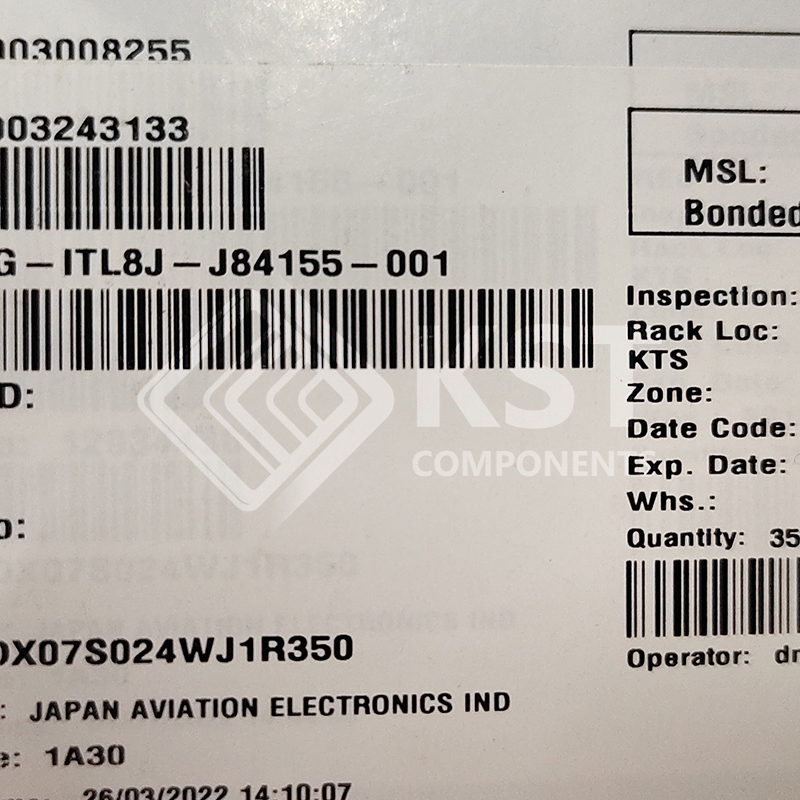 003008255
003243133
MSL:
Bonded
G-ITL8J-J84155-001
Inspection:
Rack Loc:
KTS
Zone:
D:
Date Code:
Exp. Date:
Whs.:
o:
Quantity: 35
DX07S024WJ1R350
Operator: dr
: JAPAN AVIATION ELECTRONICS IND
e: 1A30
26/03/2022 14:10:07
KST
COMPONENTS